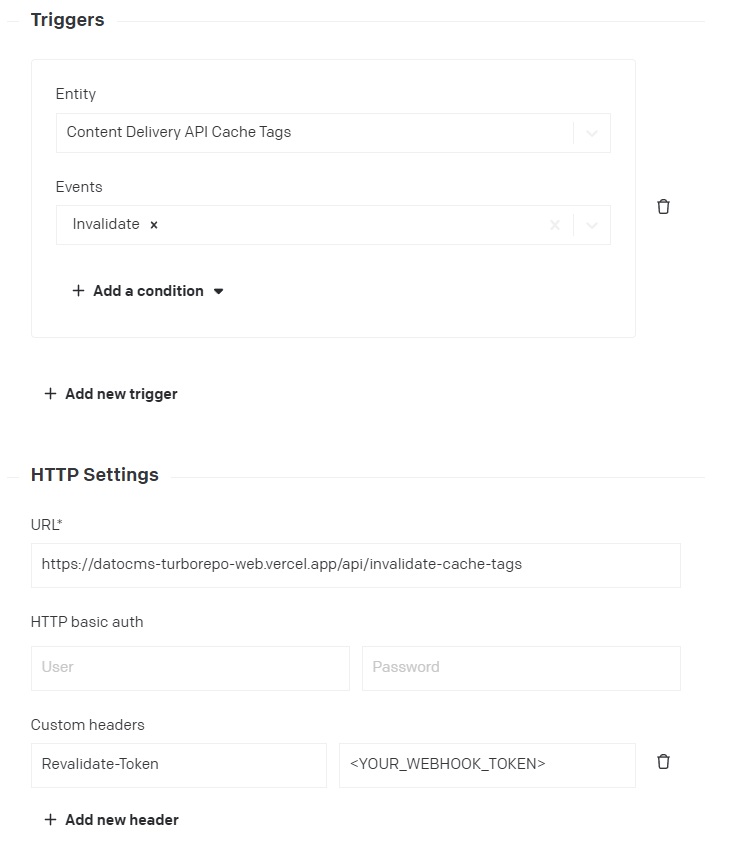 Triggers
Entity
Content Delivery API Cache Tags
Events
Invalidate ×
+ Add a condition
+ Add new trigger
HTTP Settings
URL*
https://datocms-turborepo-web.vercel.app/api/invalidate-cache-tags
HTTP basic auth
User Password
Custom headers
Revalidate-Token <YOUR_WEBHOOK_TOKEN>
+ Add new header